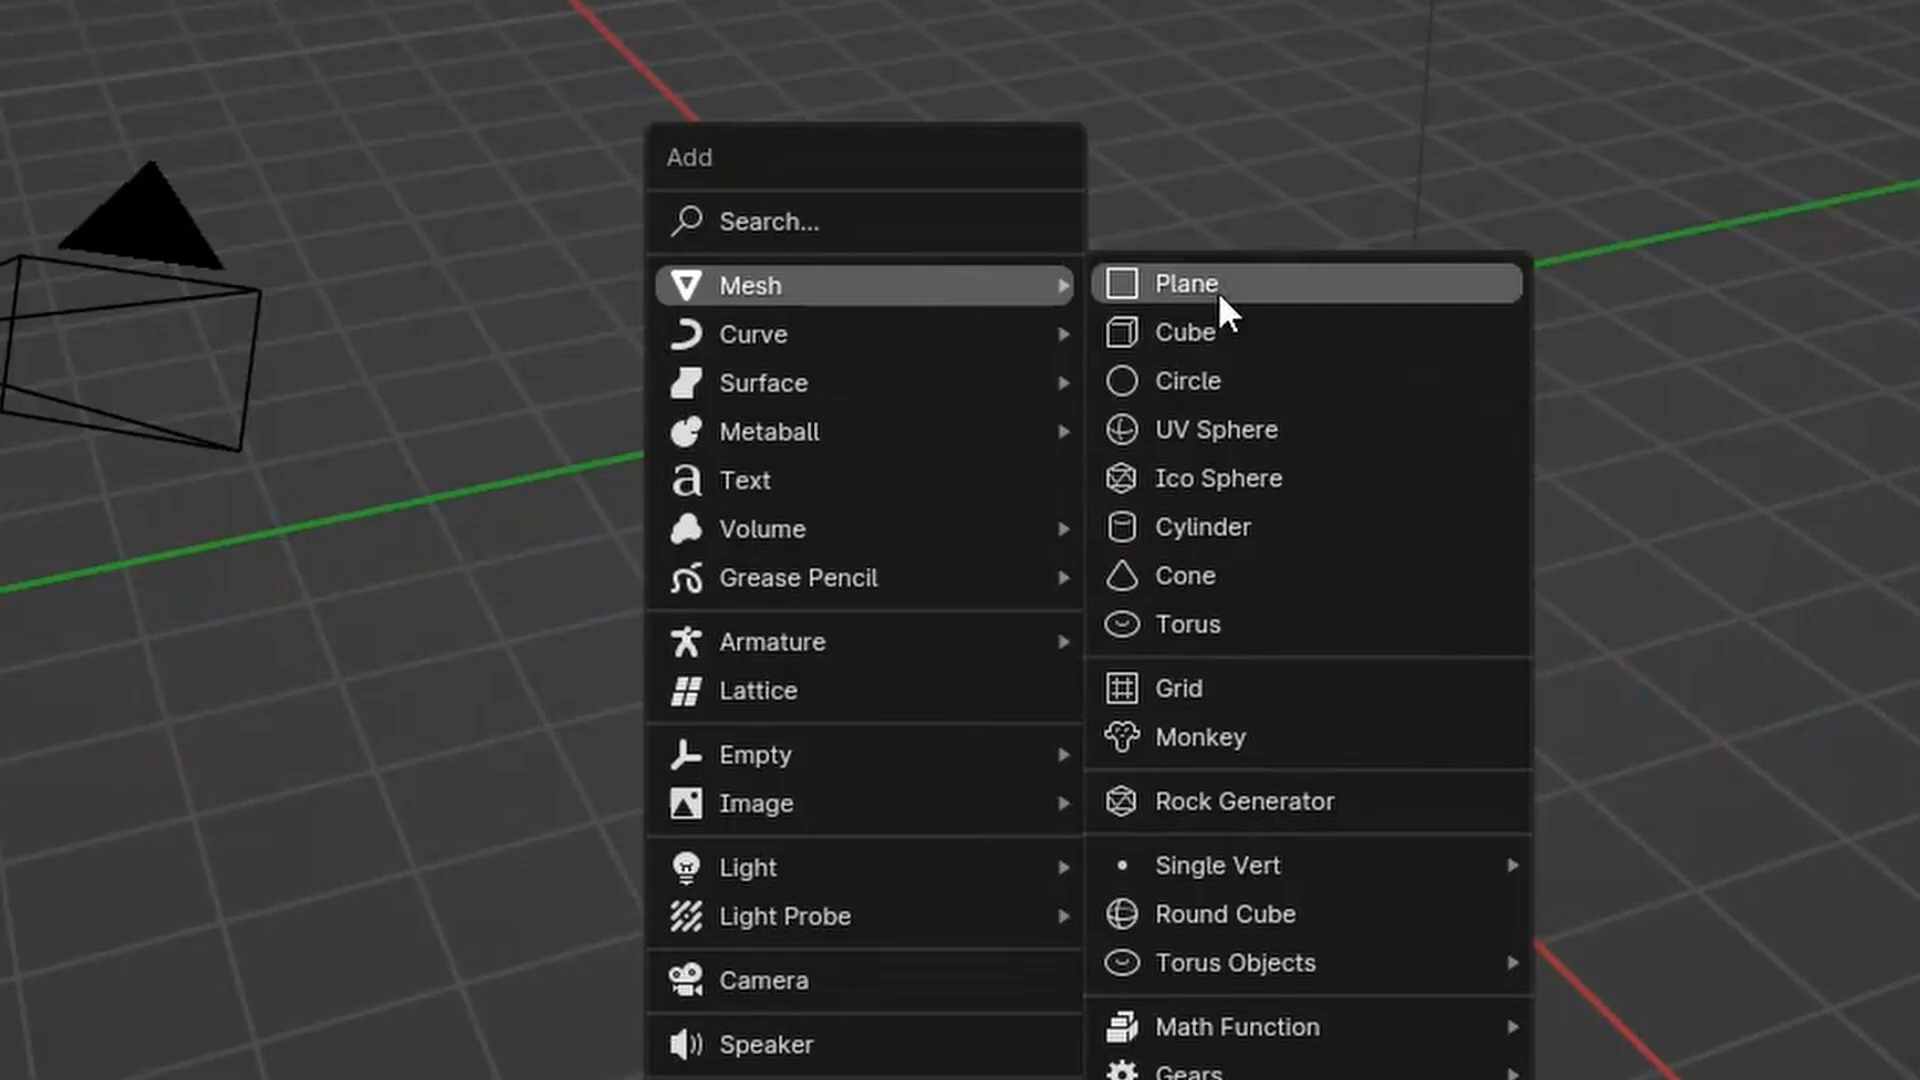 Add
Search...
Mesh
Curve
Surface
Metaball
Text
Volume
Grease Pencil
Armature
Lattice
Empty
Image
Light
Light Probe
Camera
Speaker
Plane
Cube
Circle
UV Sphere
Ico Sphere
Cylinder
Cone
Torus
Grid
Monkey
Rock Generator
Single Vert
Round Cube
Torus Objects
Math Function
Gears